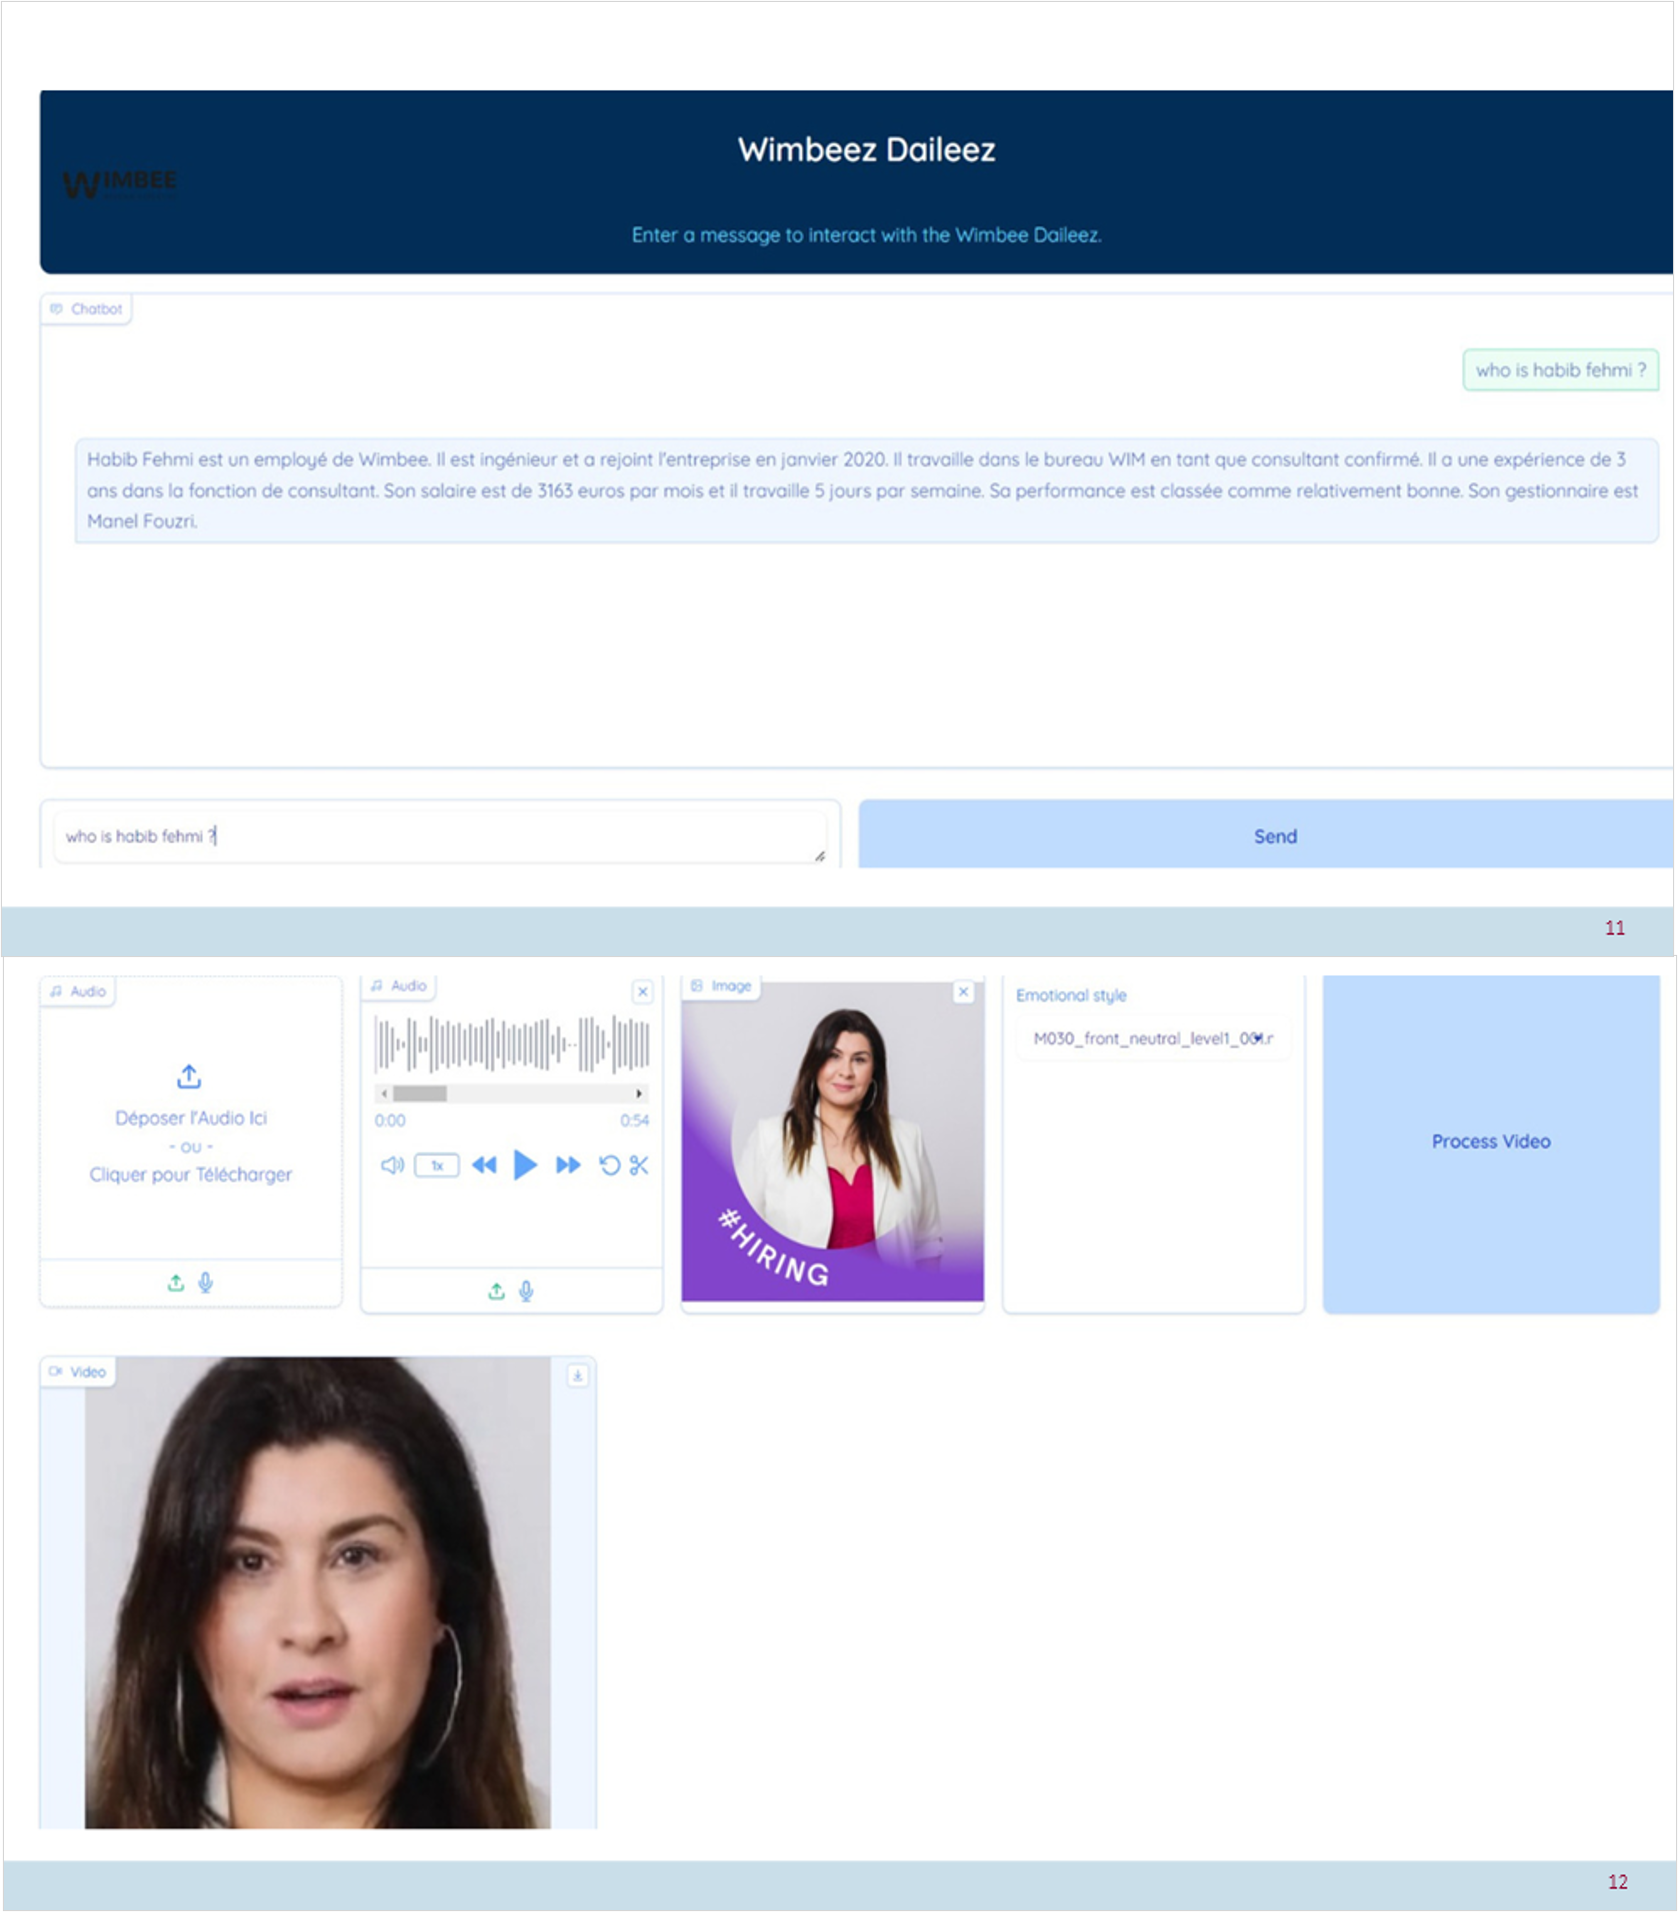 Wimbeez Daileez
WIMBEE
Enter a message to interact with the Wimbee Daileez.
Chatbot
who is habib fehmi ?
Habib Fehmi est un employé de Wimbee. Il est ingénieur et a rejoint l'entreprise en janvier 2020. Il travaille dans le bureau WIM en tant que consultant confirmé. Il a une expérience de 3
ans dans la fonction de consultant. Son salaire est de 3163 euros par mois et il travaille 5 jours par semaine. Sa performance est classée comme relativement bonne. Son gestionnaire est
Manel Fouzri.
who is habib fehmi ?
Send
11
Audio
Déposer l'Audio Ici
- ou -
Cliquer pour Télécharger
Audio
0:00
0:54
1x
Image
#HIRING
Emotional style
M030_front_neutral_level1_001.r
Process Video
Video
12